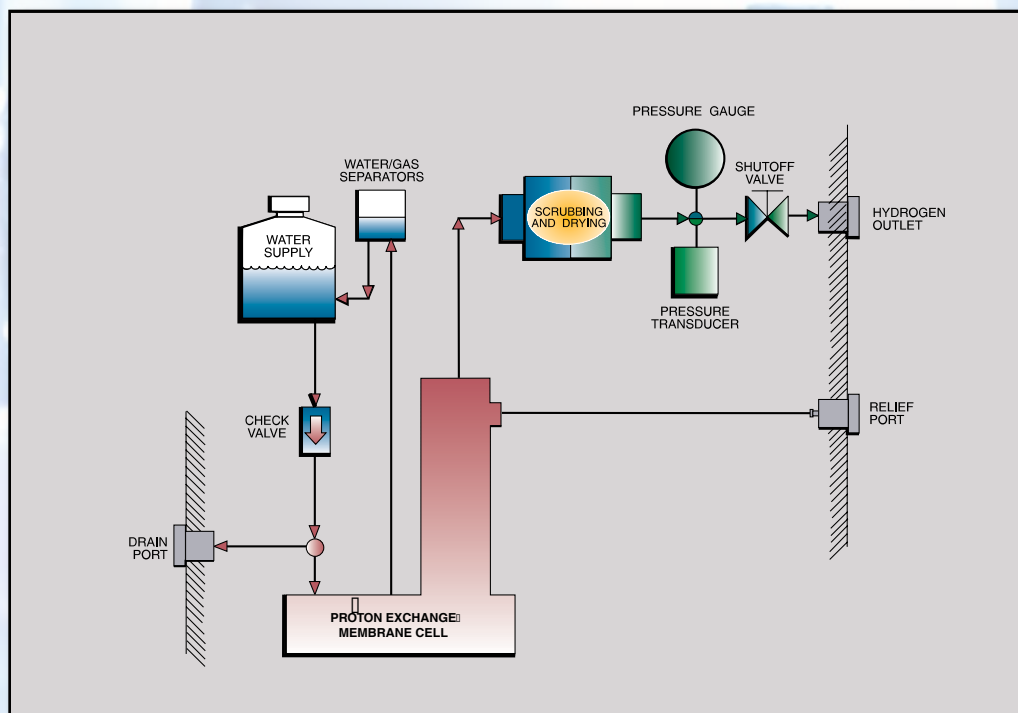 PRESSURE GAUGE
WATER/GAS
SEPARATORS
SHUTOFF
VALVE
WATER
SUPPLY
SCRUBBING
AND DRYING
HYDROGEN
OUTLET
PRESSURE
TRANSDUCER
CHECK
VALVE
RELIEF
PORT
DRAIN
PORT
PROTON EXCHANGE
MEMBRANE CELL